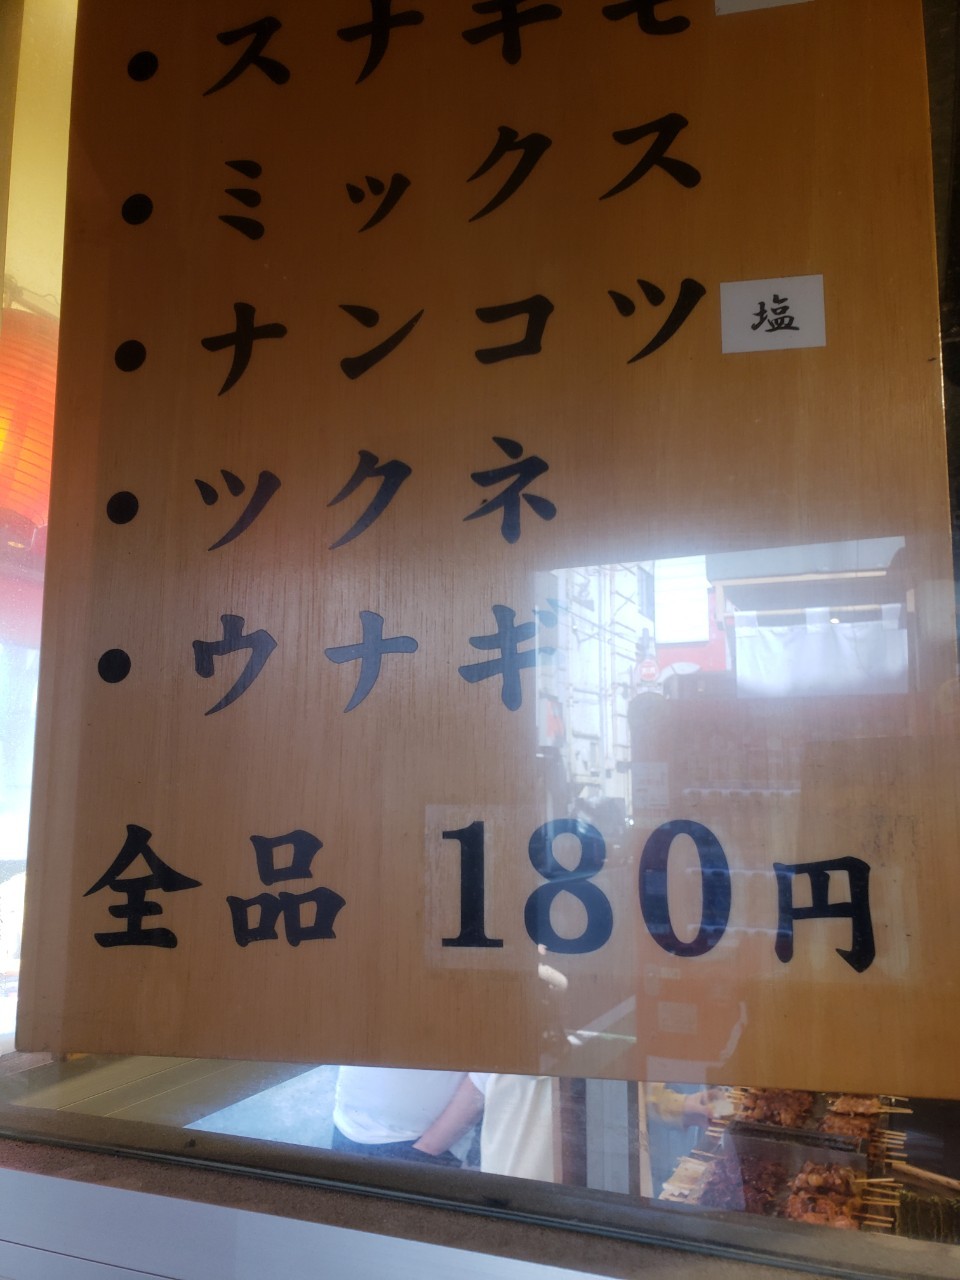 ・スナギモ
・ミックス
・ナンコツ 塩
・ツクネ
・ウナギ
全品 180円